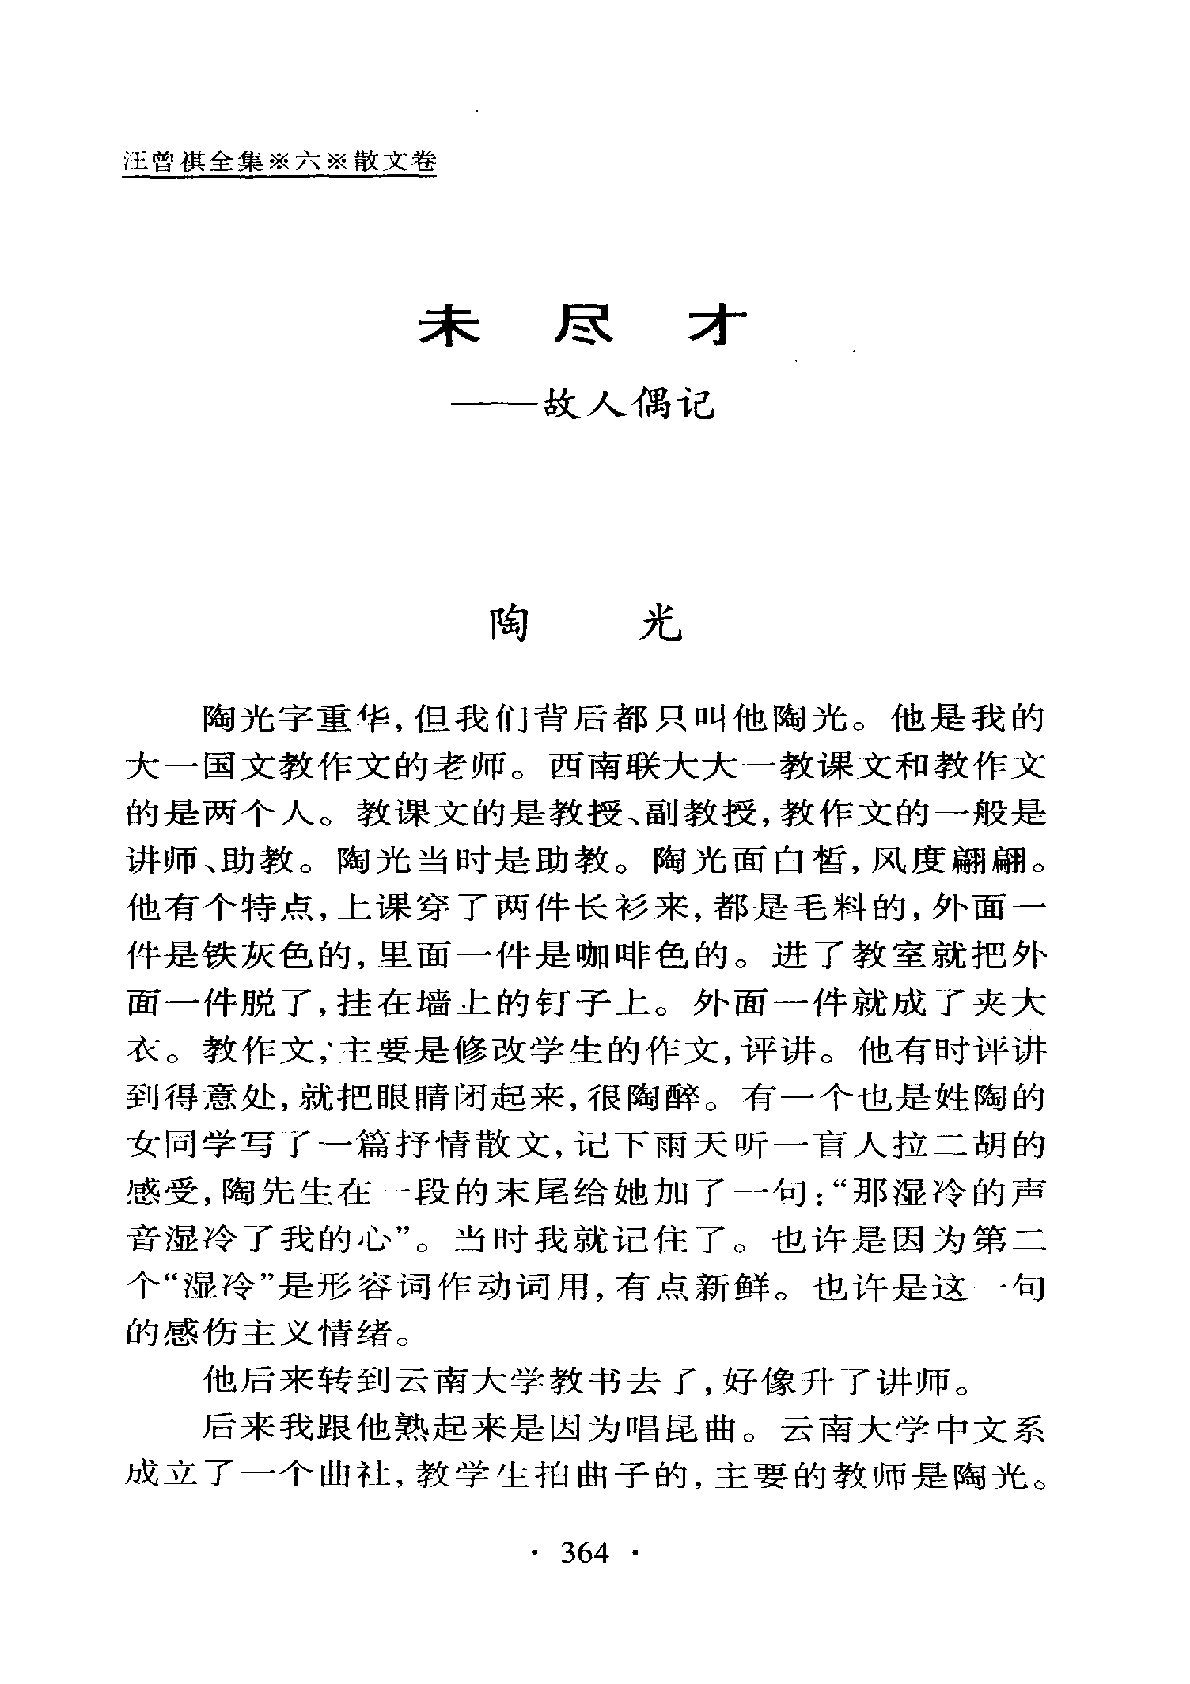 汪曾祺全集※六※散文卷
未 尽 才
——故人偶记
陶 光
陶光字重华,但我们背后都只叫他陶光。他是我的
大一国文教作文的老师。西南联大大一教课文和教作文
的是两个人。教课文的是教授、副教授,教作文的一般是
讲师、助教。陶光当时是助教。陶光面白皙,风度翩翩。
他有个特点,上课穿了两件长衫来,都是毛料的,外面一
件是铁灰色的,里面一件是咖啡色的。进了教室就把外
面一件脱了,挂在墙上的钉子上。外面一件就成了夹大
衣。教作文,主要是修改学生的作文,评讲。他有时评讲
到得意处,就把眼睛闭起来,很陶醉。有一个也是姓陶的
女同学写了一篇抒情散文,记下雨天听一盲人拉二胡的
感受,陶先生在一段的末尾给她加了一句:“那湿冷的声
音湿冷了我的心”。当时我就记住了。也许是因为第二
个“湿冷”是形容词作动词用,有点新鲜。也许是这一句
的感伤主义情绪。
他后来转到云南大学教书去了,好像升了讲师。
后来我跟他熟起来是因为唱昆曲。云南大学中文系
成立了一个曲社,教学生拍曲子的,主要的教师是陶光。
· 364 ·